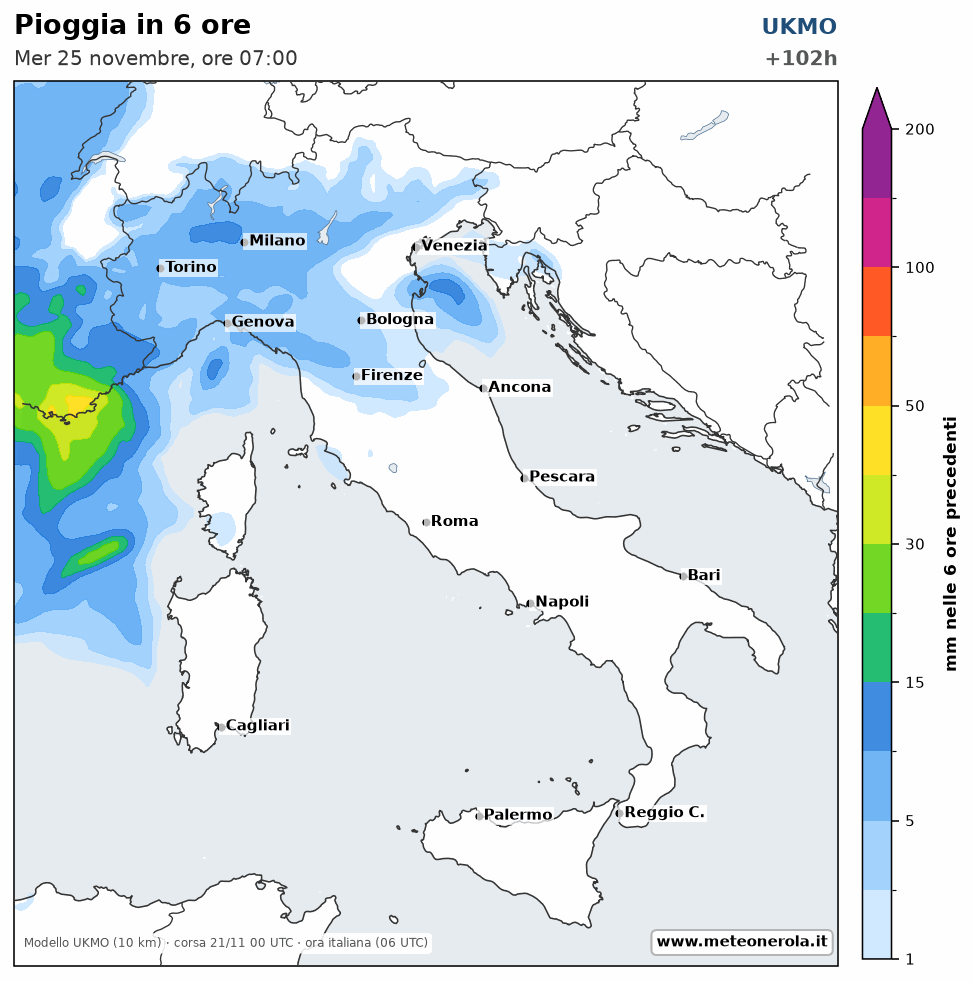 Pioggia in 6 ore
UKMO
Mer 25 novembre, ore 07:00
+102h
Milano
Venezia
Torino
Genova
Bologna
Firenze
Ancona
Pescara
Roma
Bari
Napoli
Cagliari
Palermo
Reggio C.
Modello UKMO (10 km) · corsa 21/11 00 UTC · ora italiana (06 UTC)
www.meteonerola.it
200
100
50
30
15
5
1
mm nelle 6 ore precedenti